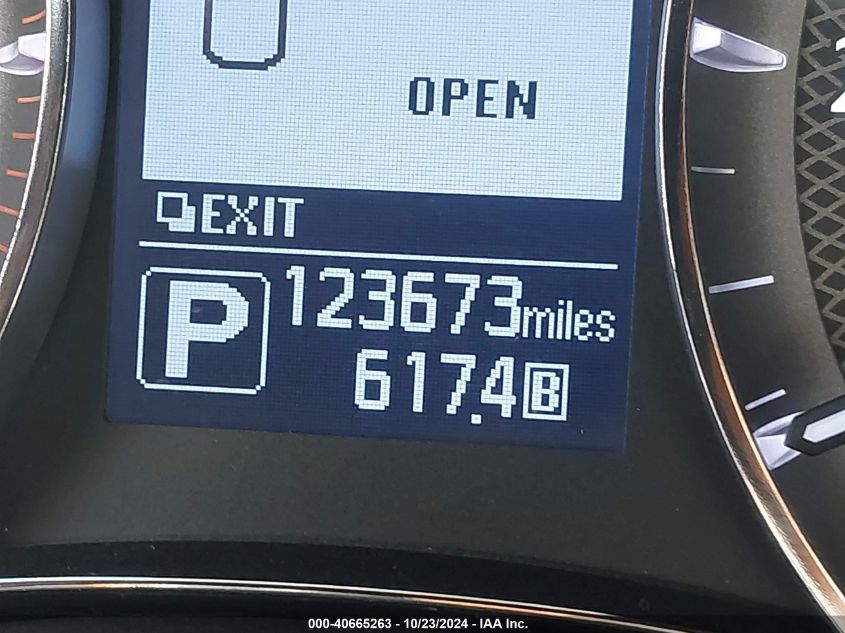 OPEN
EXIT
P 123673miles
617.4 B
000-40665263 - 10/23/2024 - IAA Inc.